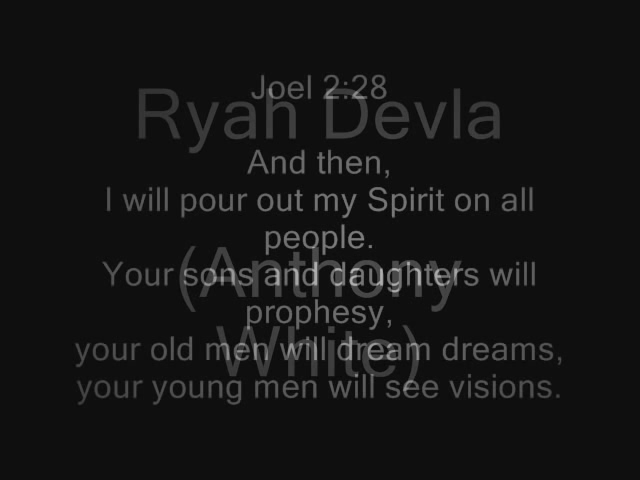 Joel 2:28
Ryah Devla
And then,
I will pour out my Spirit on all
people.
(Anthony
Your sons and daughters will
prophesy,
White)
your old men will dream dreams,
your young men will see visions.